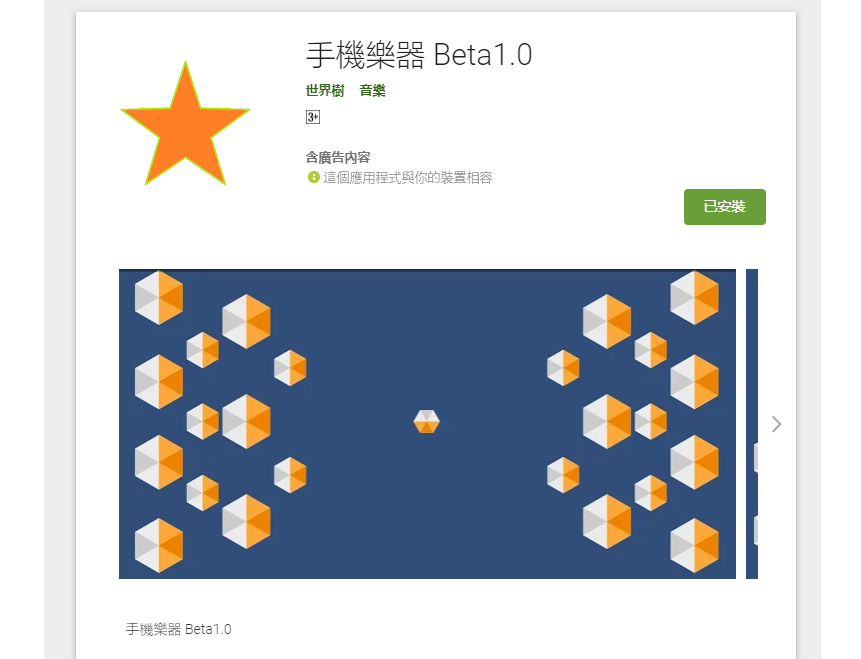 手機樂器 Beta1.0
世界樹 音樂
3+
含廣告內容
這個應用程式與你的裝置相容
已安裝
手機樂器 Beta1.0